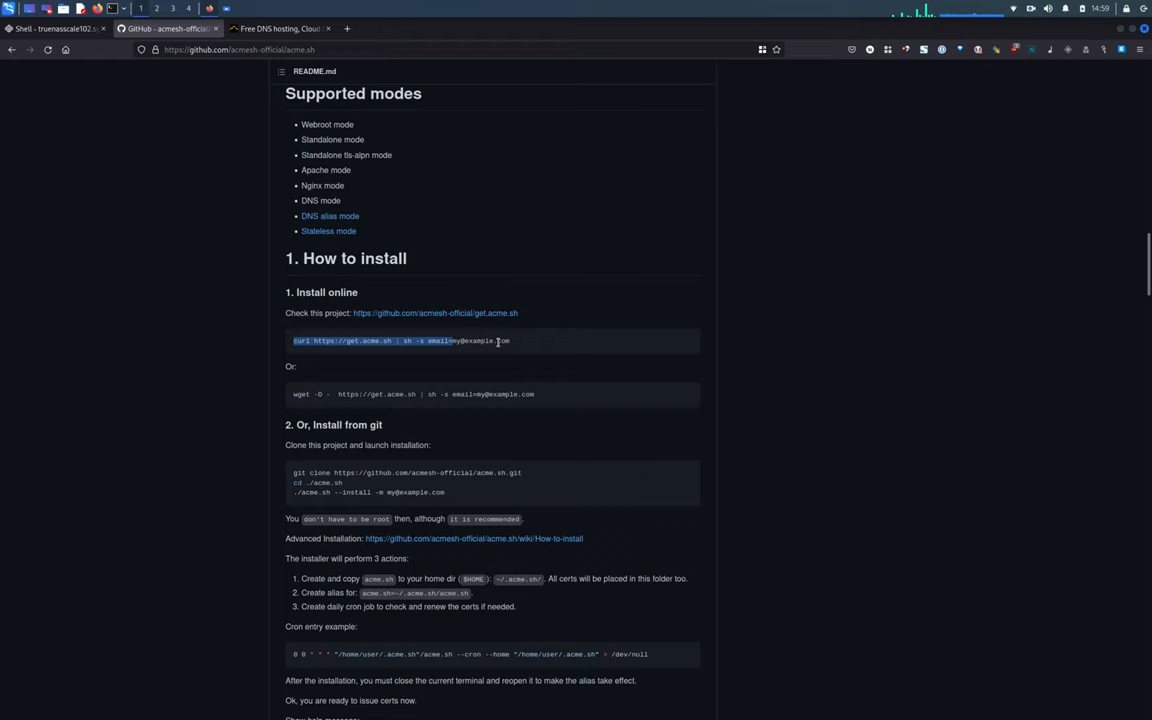 1
2
3
4
14:59
Shell - truenasscale102.sy
GitHub - acmesh-official/
Free DNS hosting, Cloud
https://github.com/acmesh-official/acme.sh
README.md
Supported modes
Webroot mode
Standalone mode
Standalone tls-alpn mode
Apache mode
Nginx mode
DNS mode
DNS alias mode
Stateless mode
1. How to install
1. Install online
Check this project: https://github.com/acmesh-official/get.acme.sh
curl https://get.acme.sh | sh -s email=my@example.com
Or:
wget -O -  https://get.acme.sh | sh -s email=my@example.com
2. Or, Install from git
Clone this project and launch installation:
git clone https://github.com/acmesh-official/acme.sh.git
cd ./acme.sh
./acme.sh --install -m my@example.com
You don't have to be root then, although it is recommended.
Advanced Installation: https://github.com/acmesh-official/acme.sh/wiki/How-to-install
The installer will perform 3 actions:
1. Create and copy acme.sh to your home dir ($HOME): ~/.acme.sh/. All certs will be placed in this folder too.
2. Create alias for: acme.sh=~/.acme.sh/acme.sh.
3. Create daily cron job to check and renew the certs if needed.
Cron entry example:
0 0 * * * "/home/user/.acme.sh"/acme.sh --cron --home "/home/user/.acme.sh" > /dev/null
After the installation, you must close the current terminal and reopen it to make the alias take effect.
Ok, you are ready to issue certs now.
Show help message: